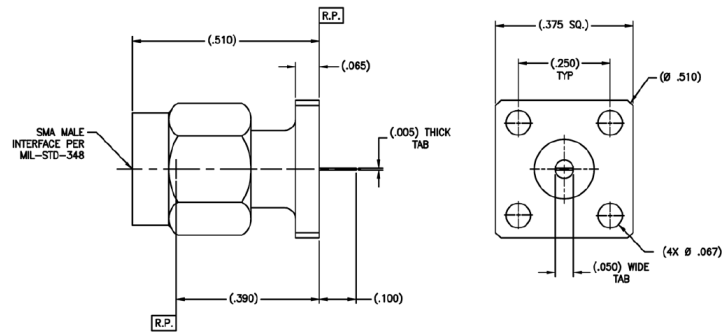 R.P.
(.510)
(.065)
SMA MALE
INTERFACE PER
MIL-STD-348
(.005) THICK
TAB
(.390)
(.100)
R.P.
(.375 SQ.)
(.250)
TYP
(Ø .510)
(4X Ø .067)
(.050) WIDE
TAB